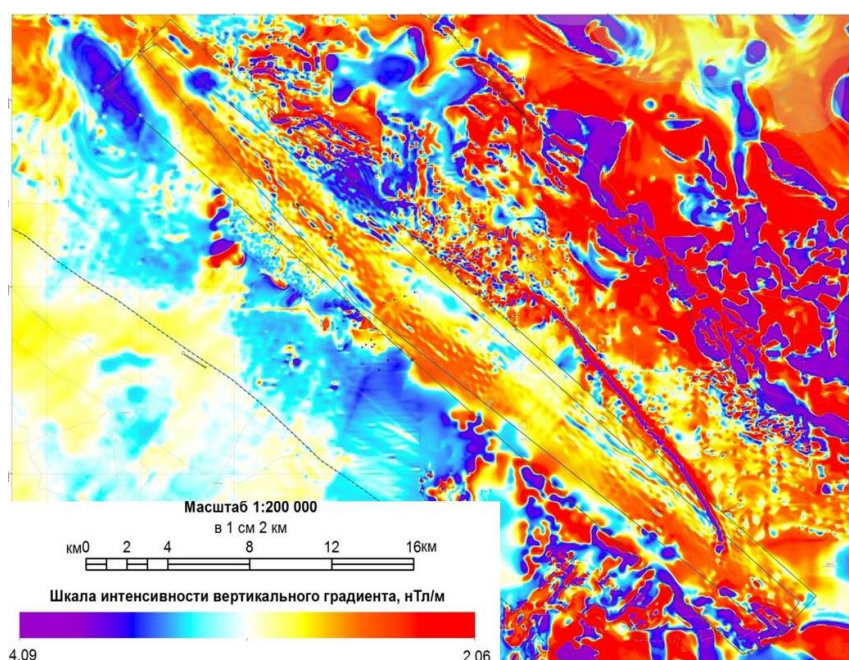 Масштаб 1:200 000
в 1 см 2 км
км0 2 4 8 12 16км
Шкала интенсивности вертикального градиента, нТл/м
4.09 2.06